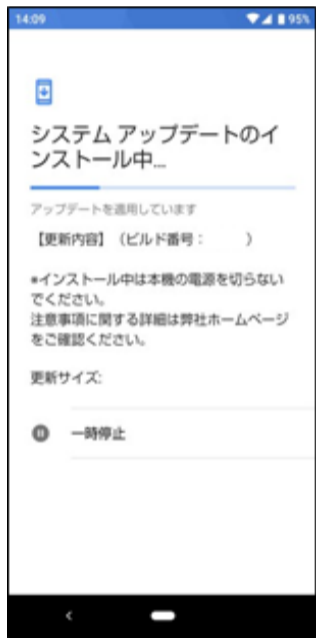 14:09
95%
システム アップデートのイ
ンストール中...
アップデートを適用しています
【更新内容】（ビルド番号：　　）
*インストール中は本機の電源を切らない
でください。
注意事項に関する詳細は弊社ホームページ
をご確認ください。
更新サイズ:
一時停止